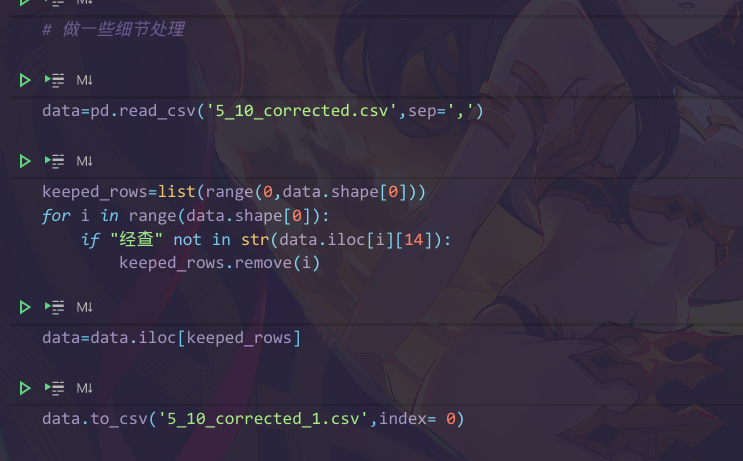 M↓
# 做一些细节处理
M↓
data=pd.read_csv('5_10_corrected.csv',sep=',')
M↓
keeped_rows=list(range(0,data.shape[0]))
for i in range(data.shape[0]):
    if "经查" not in str(data.iloc[i][14]):
        keeped_rows.remove(i)
M↓
data=data.iloc[keeped_rows]
M↓
data.to_csv('5_10_corrected_1.csv',index= 0)